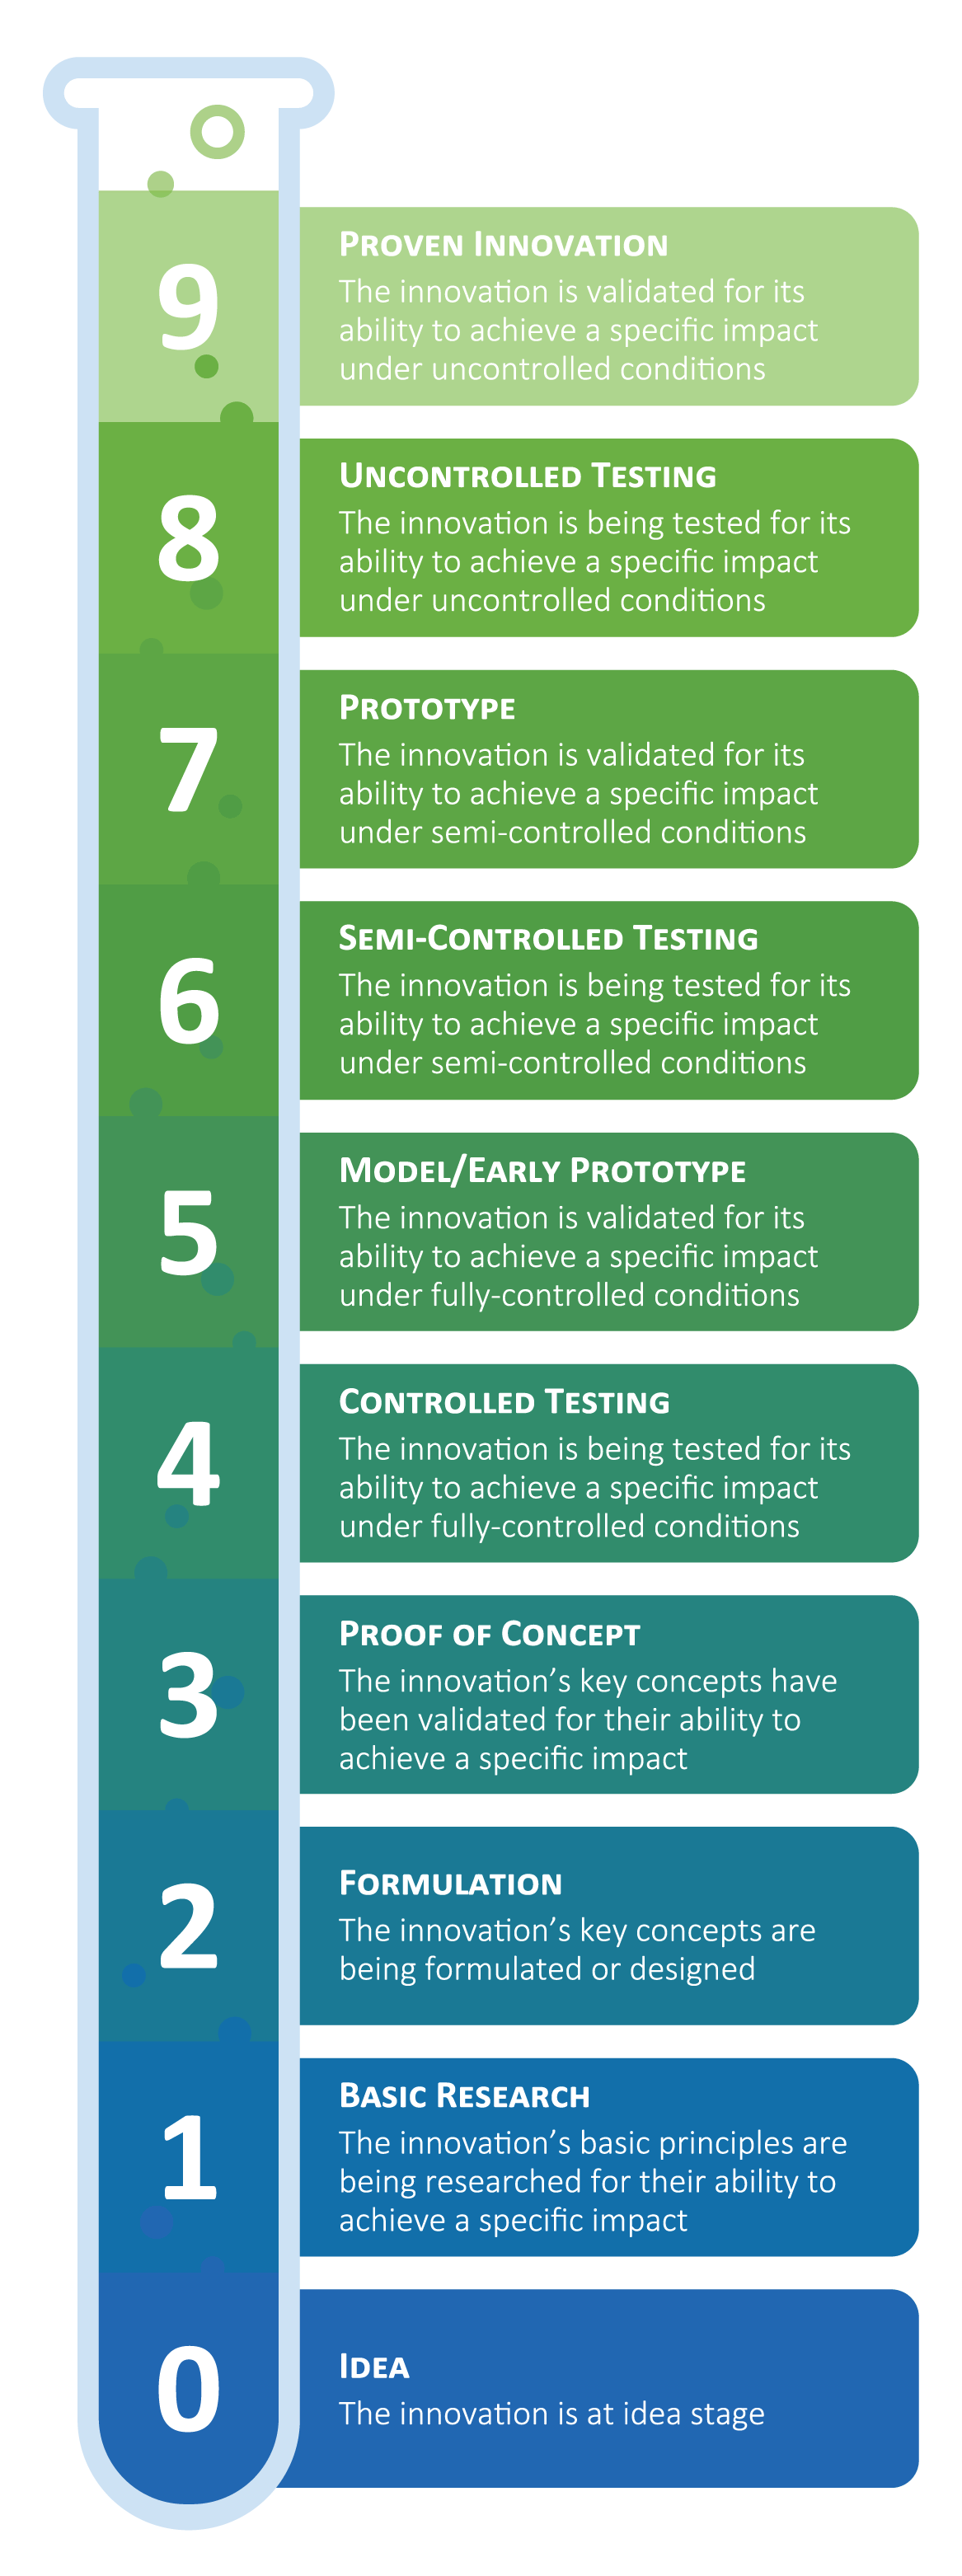 9
PROVEN INNOVATION
The innovation is validated for its
ability to achieve a specific impact
under uncontrolled conditions
8
UNCONTROLLED TESTING
The innovation is being tested for its
ability to achieve a specific impact
under uncontrolled conditions
7
PROTOTYPE
The innovation is validated for its
ability to achieve a specific impact
under semi-controlled conditions
6
SEMI-CONTROLLED TESTING
The innovation is being tested for its
ability to achieve a specific impact
under semi-controlled conditions
5
MODEL/EARLY PROTOTYPE
The innovation is validated for its
ability to achieve a specific impact
under fully-controlled conditions
4
CONTROLLED TESTING
The innovation is being tested for its
ability to achieve a specific impact
under fully-controlled conditions
3
PROOF OF CONCEPT
The innovation’s key concepts have
been validated for their ability to
achieve a specific impact
2
FORMULATION
The innovation’s key concepts are
being formulated or designed
1
BASIC RESEARCH
The innovation’s basic principles are
being researched for their ability to
achieve a specific impact
0
IDEA
The innovation is at idea stage